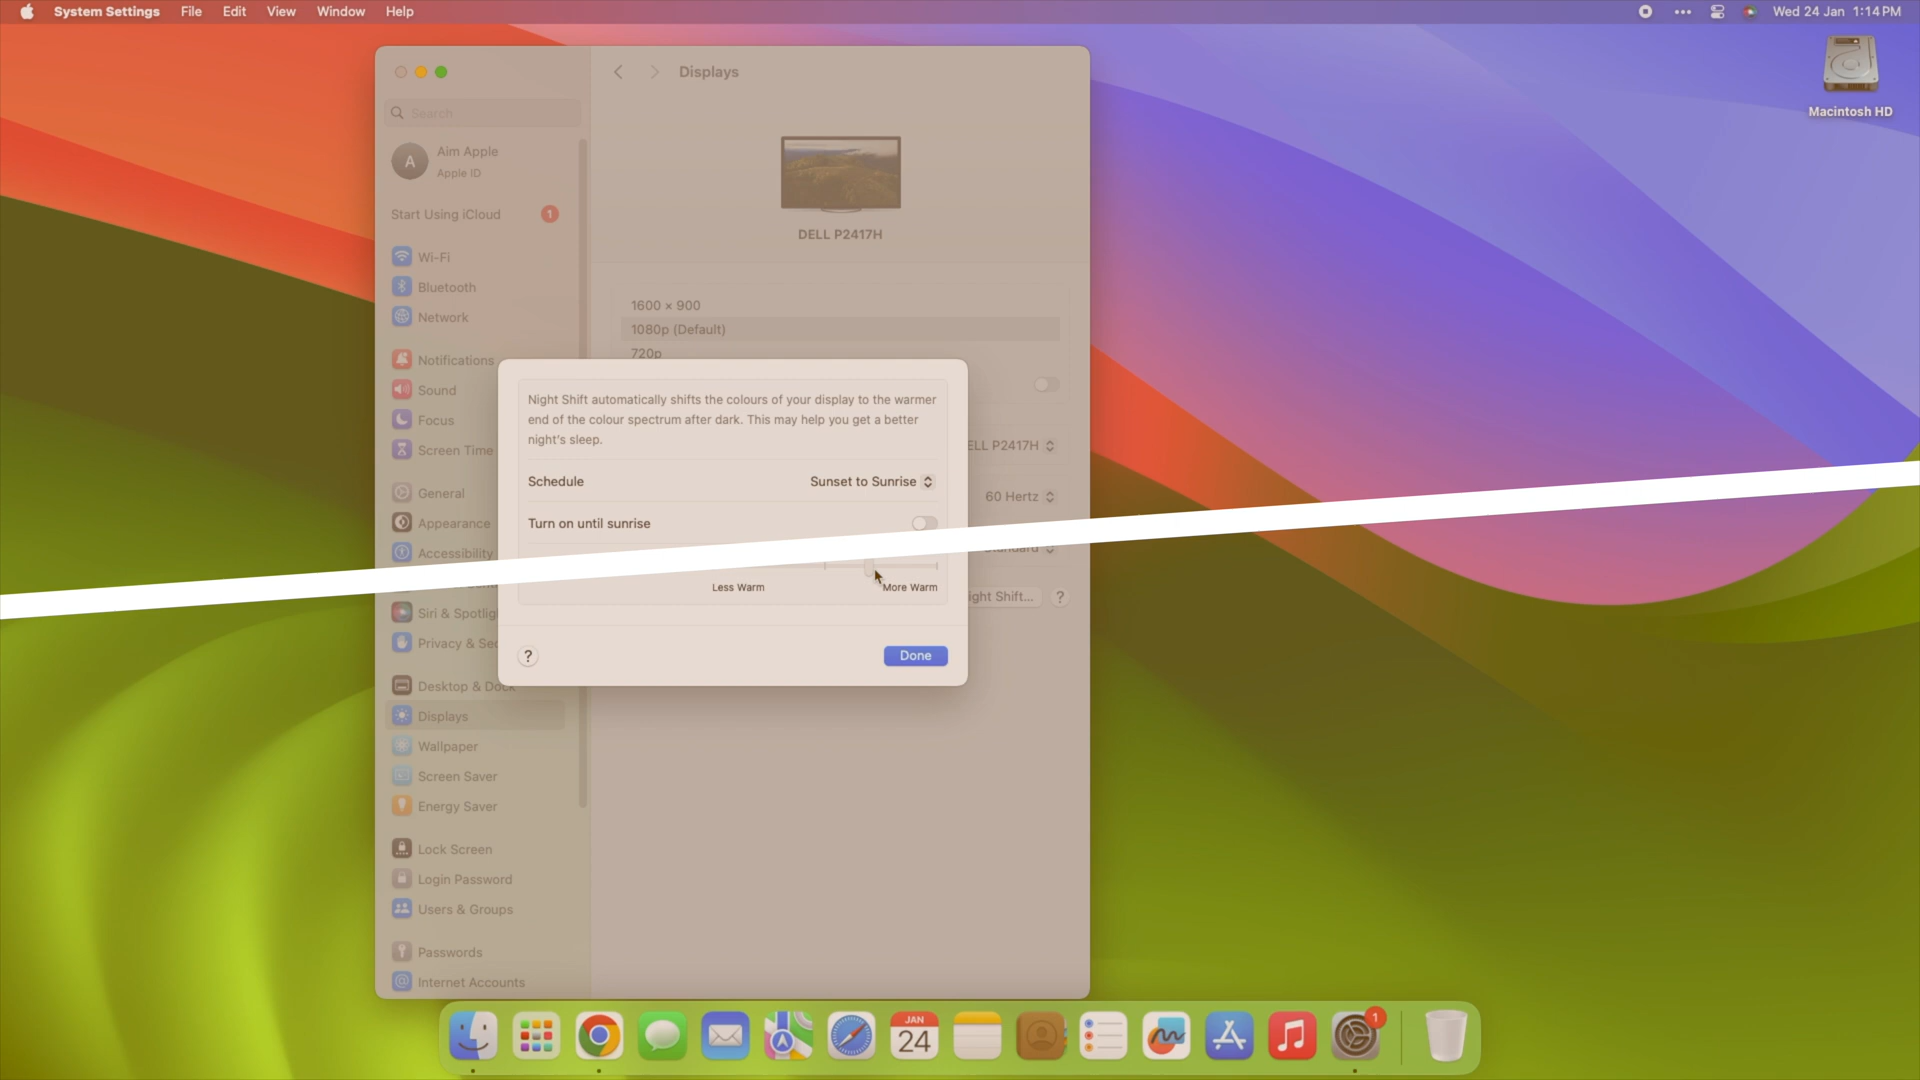 System Settings File Edit View Window Help
Wed 24 Jan 1:14 PM
Macintosh HD
Displays
Search
A
Aim Apple
Apple ID
Start Using iCloud
1
Wi-Fi
Bluetooth
Network
Notifications
Sound
Focus
Screen Time
General
Appearance
Accessibility
Siri &
Privacy &
Desktop & Dock
Displays
Wallpaper
Screen Saver
Energy Saver
Lock Screen
Login Password
Users & Groups
Passwords
Internet Accounts
DELL P2417H
1600 × 900
1080p (Default)
720p
ELL P2417H
60 Hertz
Standard
ight Shift...
?
Night Shift automatically shifts the colours of your display to the warmer
end of the colour spectrum after dark. This may help you get a better
night's sleep.
Schedule
Sunset to Sunrise
Turn on until sunrise
Less Warm
More Warm
?
Done
JAN
24
1